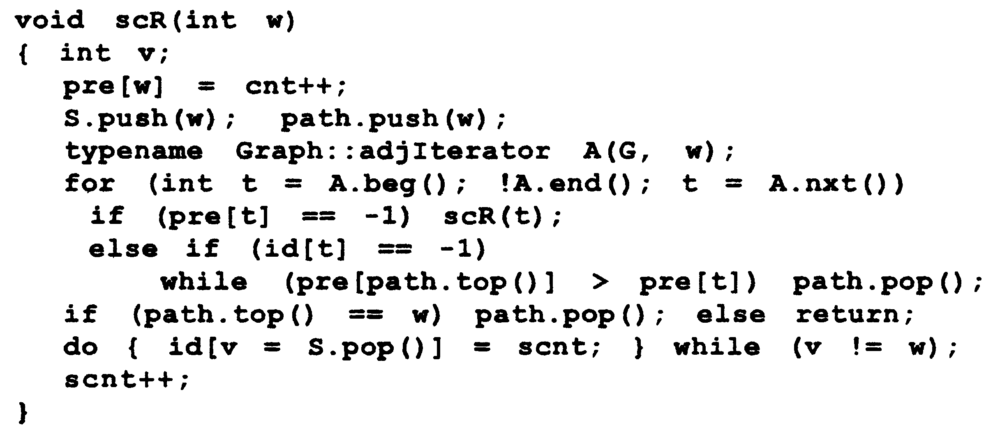 void scR(int w)
{ int v;
pre[w] = cnt++;
S.push(w); path.push(w);
typename Graph::adjIterator A(G, w);
for (int t = A.beg(); !A.end(); t = A.nxt())
if (pre[t] == -1) scR(t);
else if (id[t] == -1)
while (pre[path.top()] > pre[t]) path.pop();
if (path.top() == w) path.pop(); else return;
do { id[v = S.pop()] = scnt; } while (v != w);
scnt++;
}